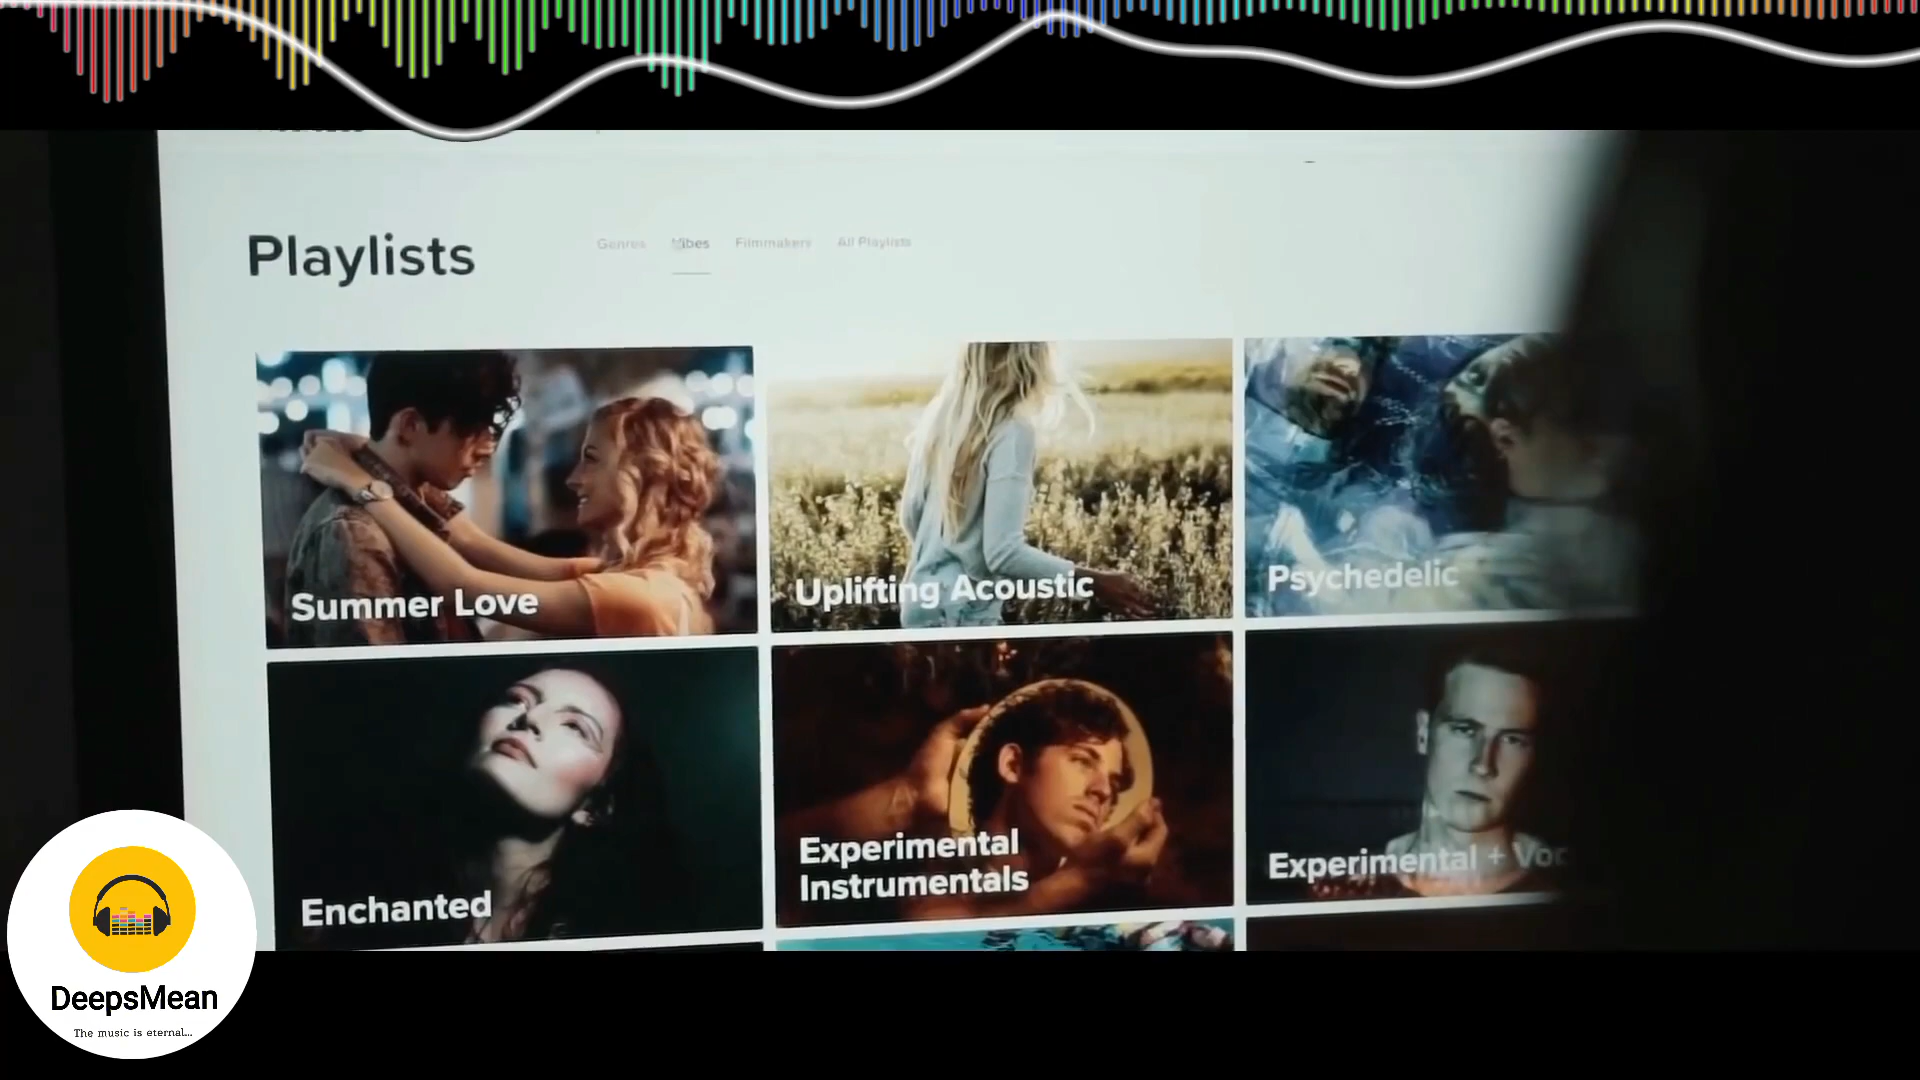 Playlists
Genres Vibes Filmmakers All Playlists
Summer Love
Uplifting Acoustic
Psychedelic
Enchanted
Experimental
Instrumentals
Experimental +
DeepsMean
The music is eternal...